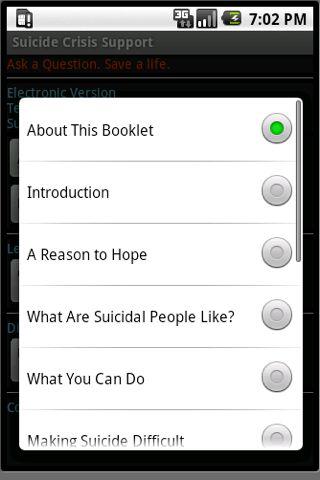 3G
7:02 PM
Suicide Crisis Support
Ask a Question. Save a life.
Electronic Version
Te
Su
About This Booklet
Introduction
A Reason to Hope
What Are Suicidal People Like?
What You Can Do
Making Suicide Difficult
Le
Di
Co